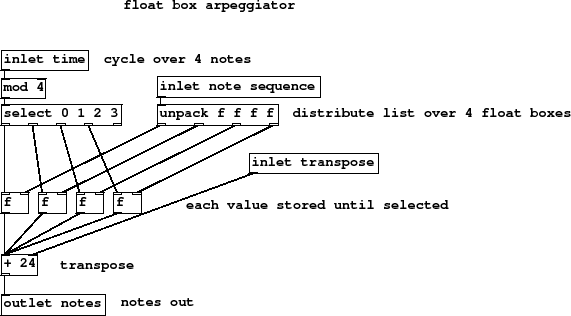 float box arpeggiator
inlet time cycle over 4 notes
mod 4 inlet note sequence
select 0 1 2 3 unpack f f f f distribute list over 4 float boxes
inlet transpose
f f f f each value stored until selected
+ 24 transpose
outlet notes notes out